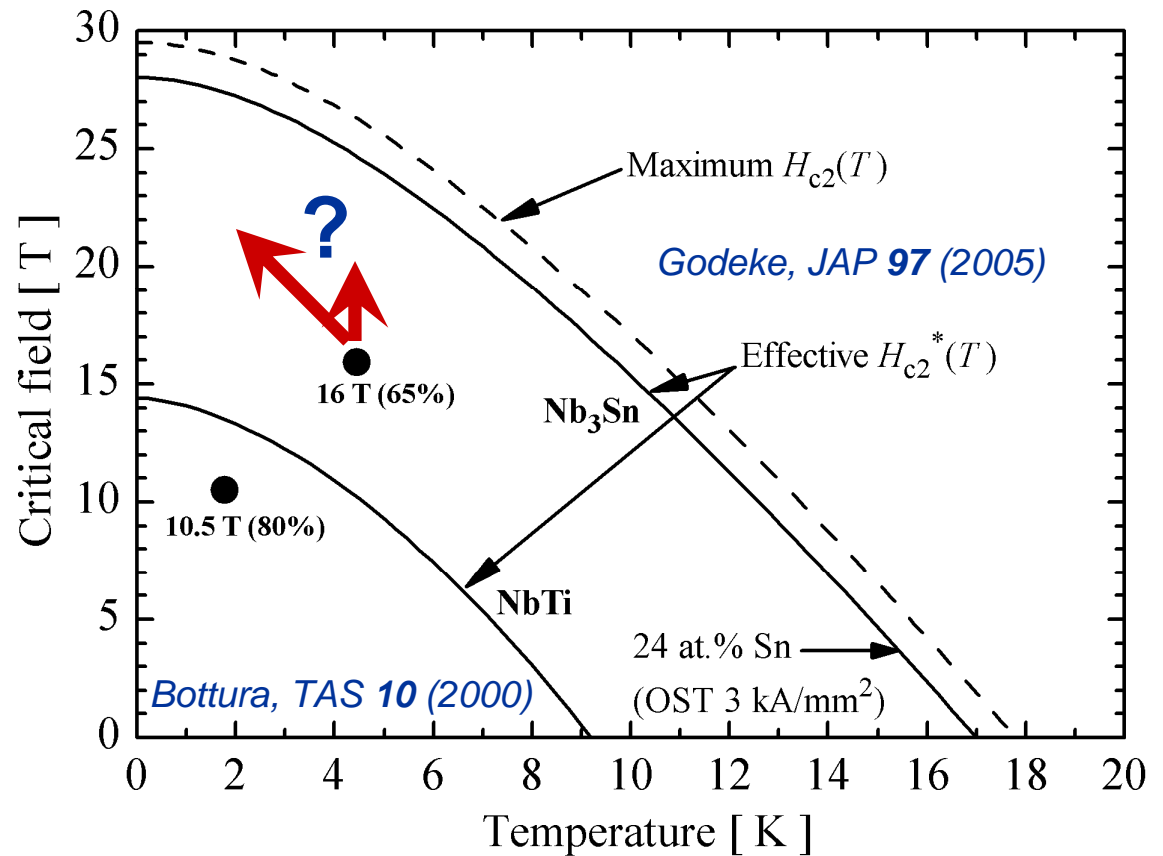 30
25
20
15
10
5
0
Critical field [ T ]
Maximum H_c2(T)
?
Godeke, JAP 97 (2005)
Effective H_c2*(T)
16 T (65%)
Nb₃Sn
10.5 T (80%)
NbTi
24 at.% Sn
(OST 3 kA/mm²)
Bottura, TAS 10 (2000)
0 2 4 6 8 10 12 14 16 18 20
Temperature [ K ]